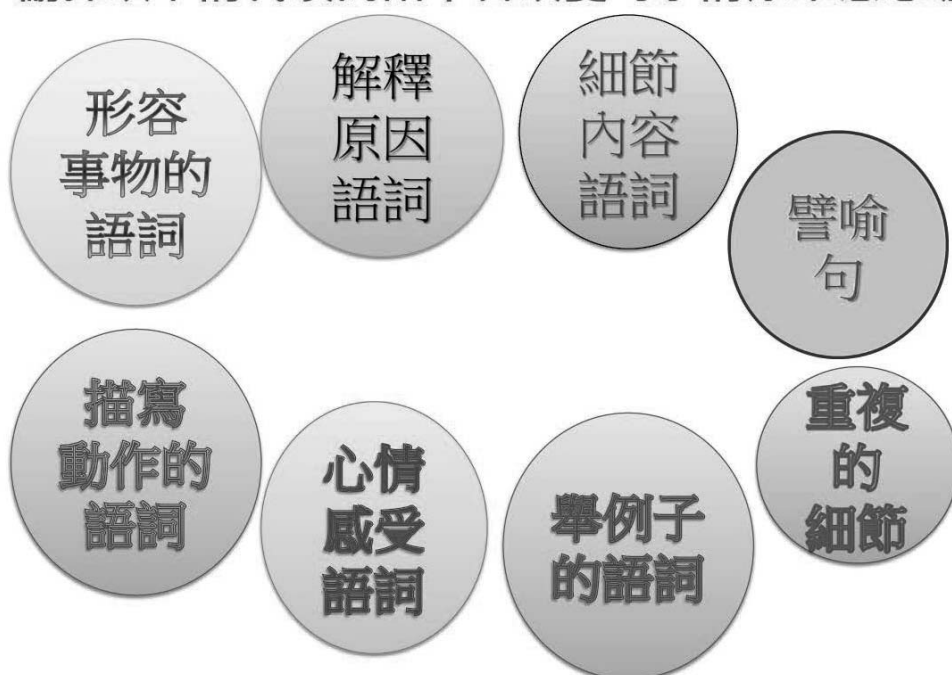 形容
事物的
語詞
解釋
原因
語詞
細節
內容
語詞
譬喻
句
描寫
動作的
語詞
心情
感受
語詞
舉例子
的語詞
重複
的
細節